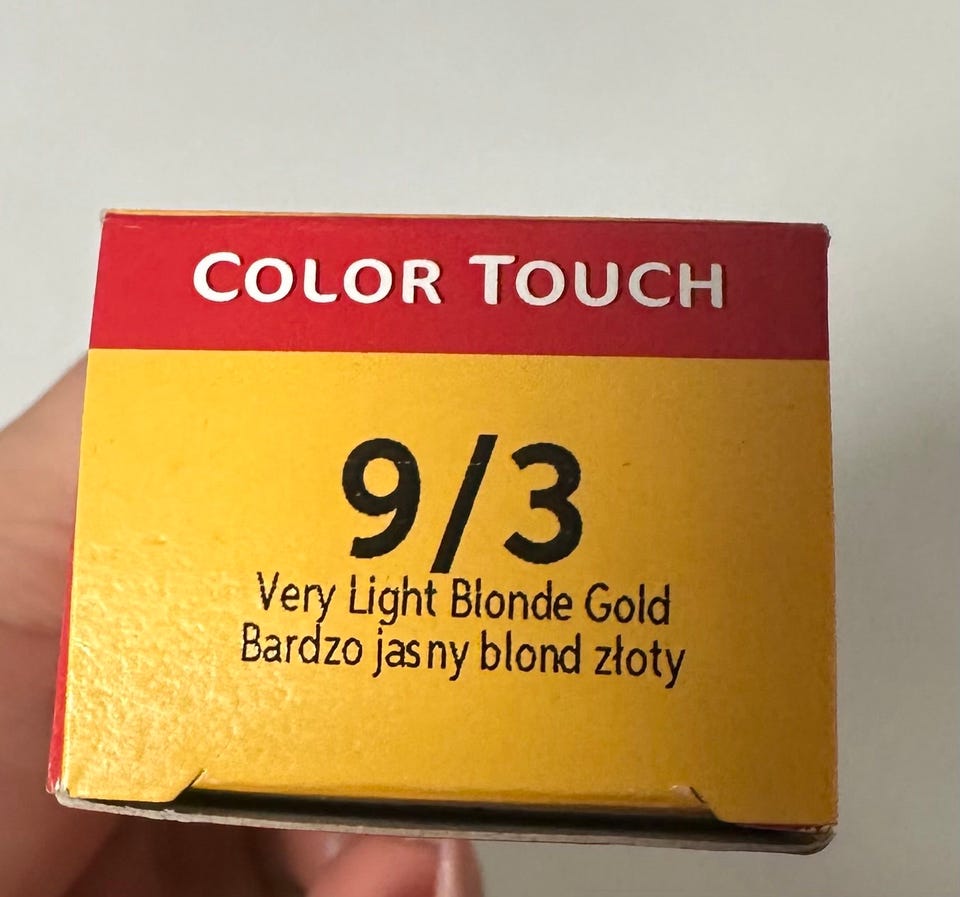 COLOR TOUCH
9/3
Very Light Blonde Gold
Bardzo jasny blond złoty